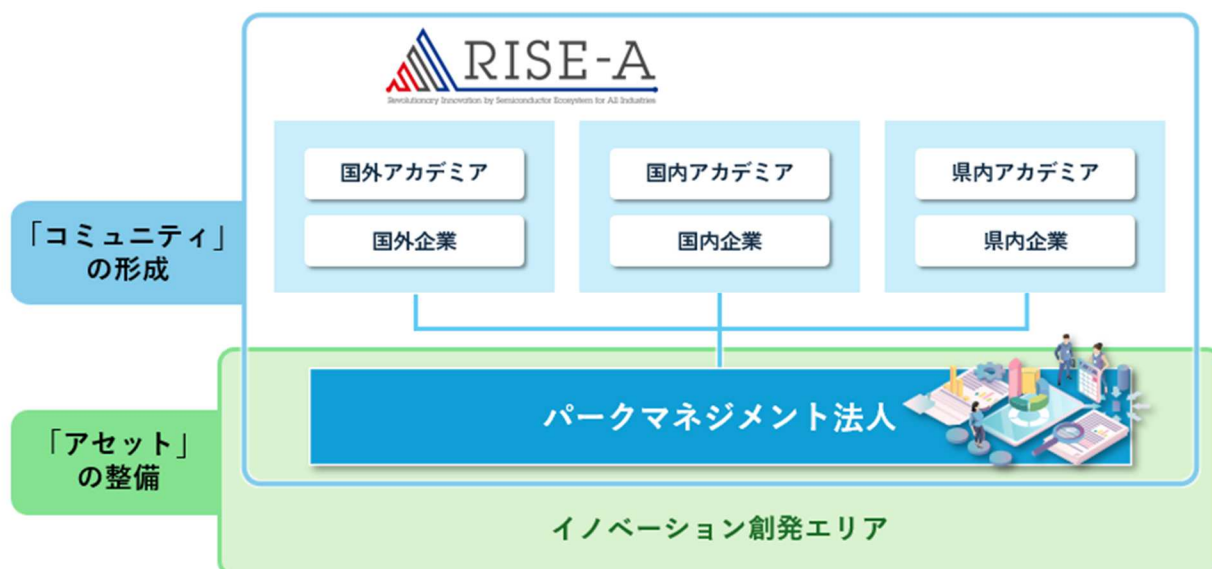 RISE-A
Revolutionary Innovation by Semiconductor Ecosystem for All Industries
国外アカデミア
国外企業
国内アカデミア
国内企業
県内アカデミア
県内企業
「コミュニティ」
の形成
パークマネジメント法人
「アセット」
の整備
イノベーション創発エリア